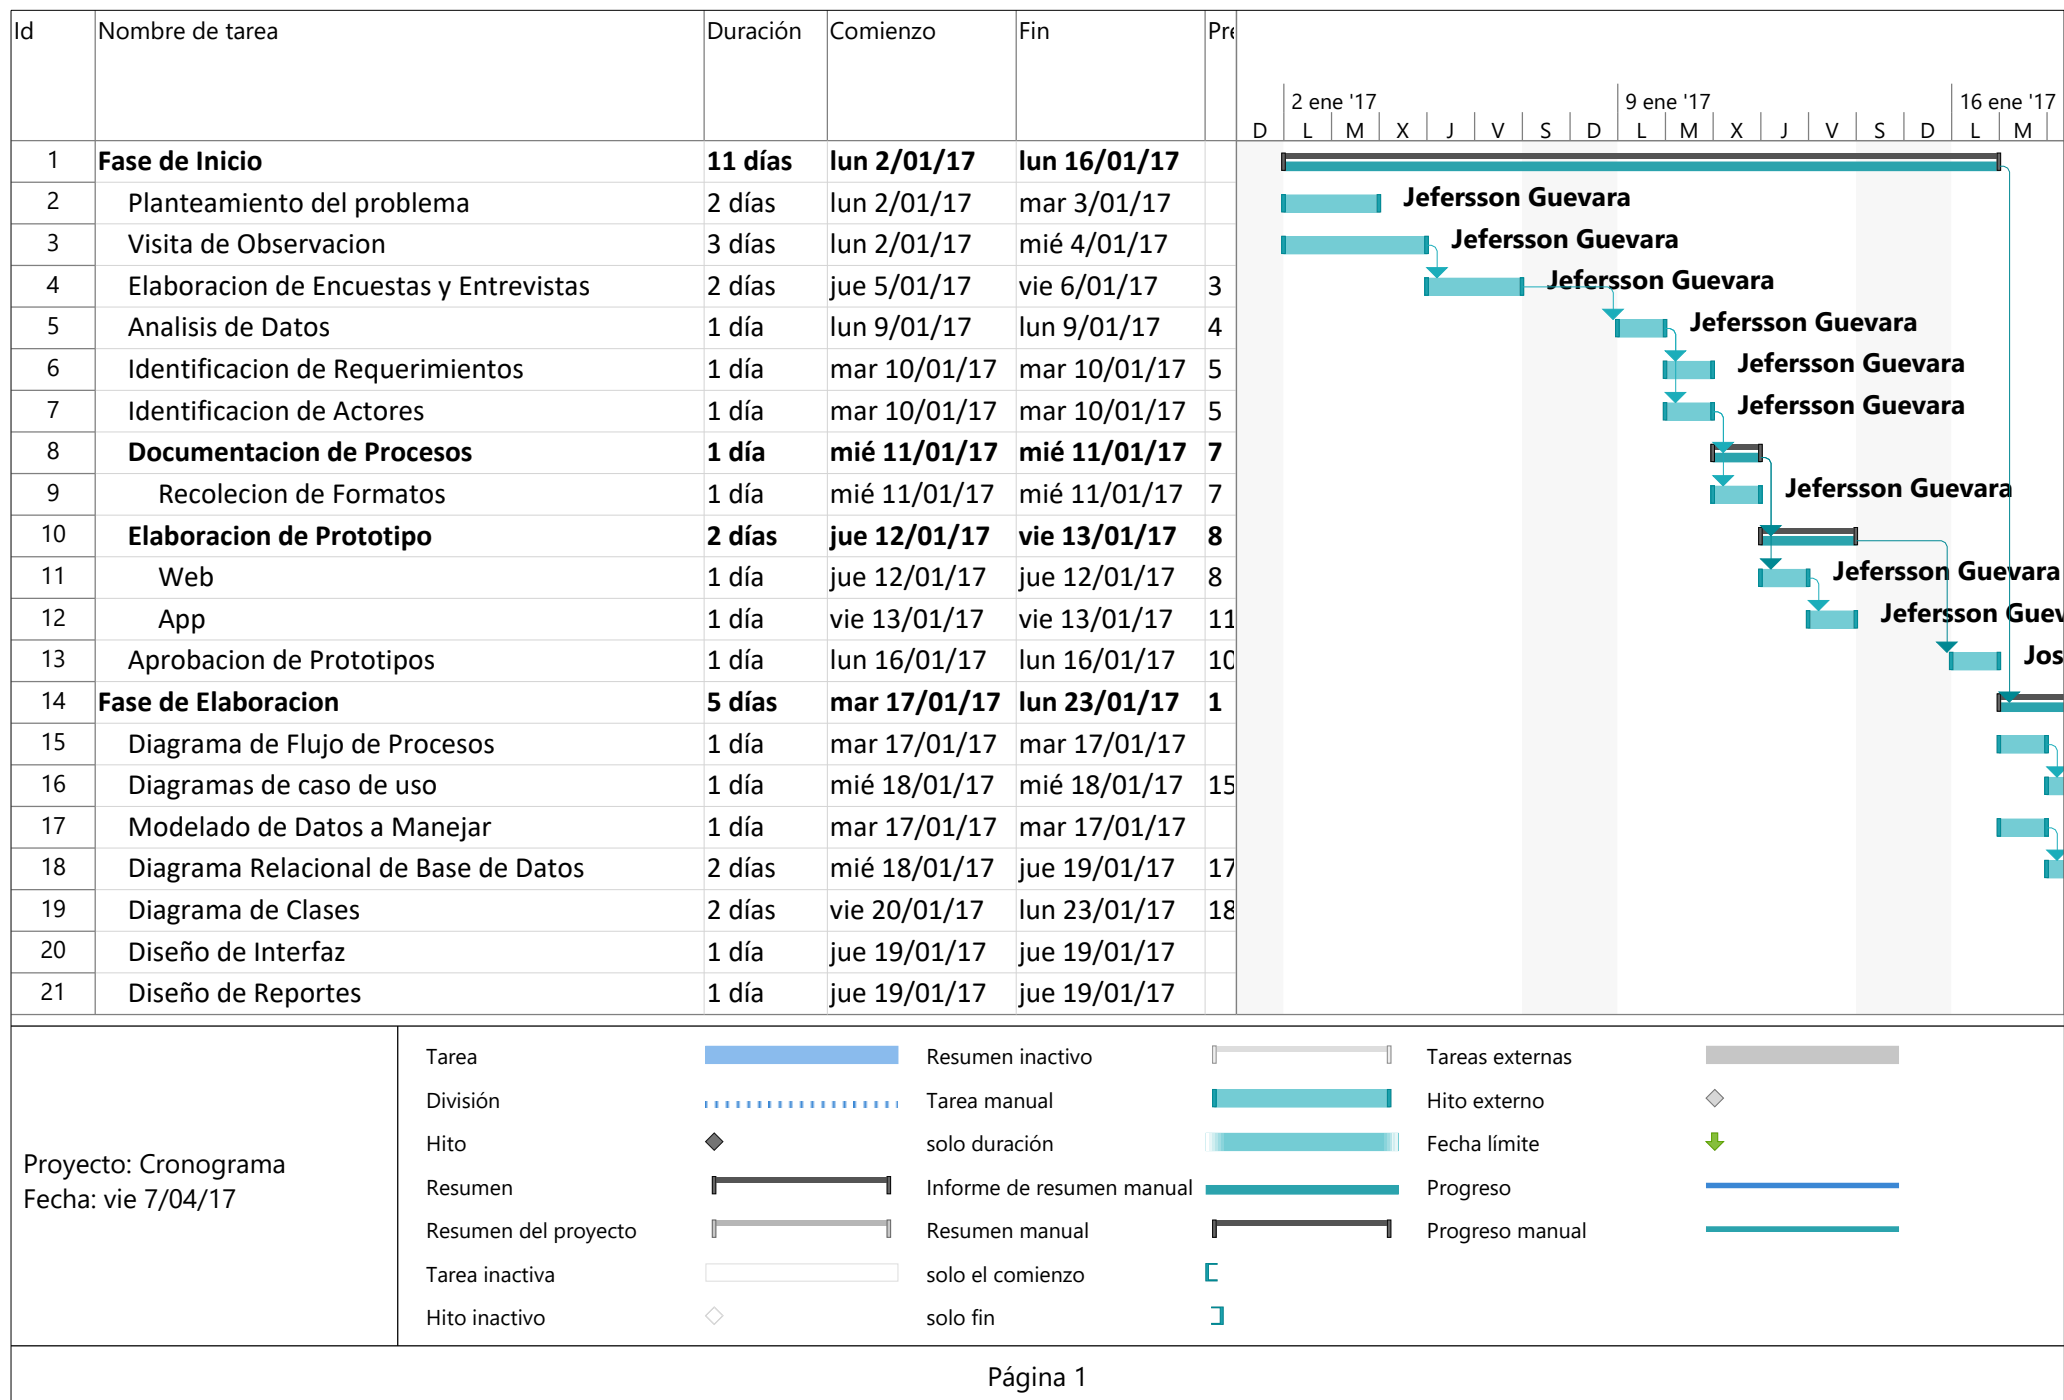 Id Nombre de tarea Duración Comienzo Fin Pre
2 ene '17 9 ene '17 16 ene '17
D L M X J V S D L M X J V S D L M
1 Fase de Inicio 11 días lun 2/01/17 lun 16/01/17
2 Planteamiento del problema 2 días lun 2/01/17 mar 3/01/17 Jefersson Guevara
3 Visita de Observacion 3 días lun 2/01/17 mié 4/01/17 Jefersson Guevara
4 Elaboracion de Encuestas y Entrevistas 2 días jue 5/01/17 vie 6/01/17 3 Jefersson Guevara
5 Analisis de Datos 1 día lun 9/01/17 lun 9/01/17 4 Jefersson Guevara
6 Identificacion de Requerimientos 1 día mar 10/01/17 mar 10/01/17 5 Jefersson Guevara
7 Identificacion de Actores 1 día mar 10/01/17 mar 10/01/17 5 Jefersson Guevara
8 Documentacion de Procesos 1 día mié 11/01/17 mié 11/01/17 7
9 Recolecion de Formatos 1 día mié 11/01/17 mié 11/01/17 7 Jefersson Guevara
10 Elaboracion de Prototipo 2 días jue 12/01/17 vie 13/01/17 8
11 Web 1 día jue 12/01/17 jue 12/01/17 8 Jefersson Guevara
12 App 1 día vie 13/01/17 vie 13/01/17 11 Jefersson Guev
13 Aprobacion de Prototipos 1 día lun 16/01/17 lun 16/01/17 10 Jos
14 Fase de Elaboracion 5 días mar 17/01/17 lun 23/01/17 1
15 Diagrama de Flujo de Procesos 1 día mar 17/01/17 mar 17/01/17
16 Diagramas de caso de uso 1 día mié 18/01/17 mié 18/01/17 15
17 Modelado de Datos a Manejar 1 día mar 17/01/17 mar 17/01/17
18 Diagrama Relacional de Base de Datos 2 días mié 18/01/17 jue 19/01/17 17
19 Diagrama de Clases 2 días vie 20/01/17 lun 23/01/17 18
20 Diseño de Interfaz 1 día jue 19/01/17 jue 19/01/17
21 Diseño de Reportes 1 día jue 19/01/17 jue 19/01/17
Proyecto: Cronograma
Fecha: vie 7/04/17
Tarea Resumen inactivo Tareas externas
División Tarea manual Hito externo
Hito solo duración Fecha límite
Resumen Informe de resumen manual Progreso
Resumen del proyecto Resumen manual Progreso manual
Tarea inactiva solo el comienzo
Hito inactivo solo fin
Página 1